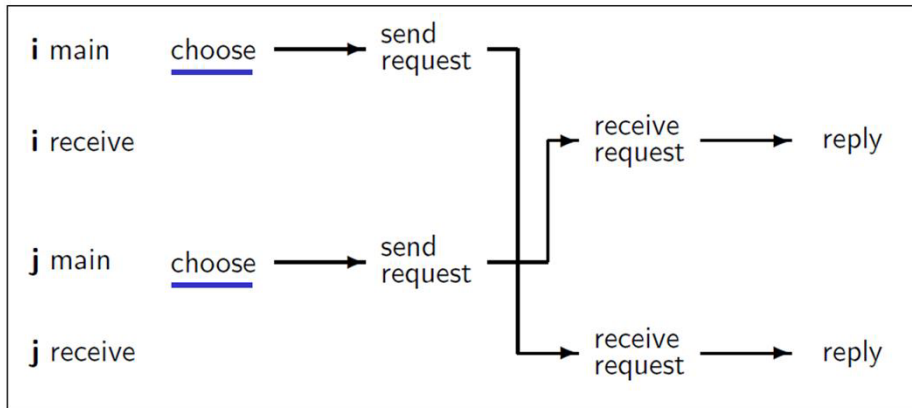 i main choose send
request
i receive receive
request reply
j main choose send
request
j receive receive
request reply